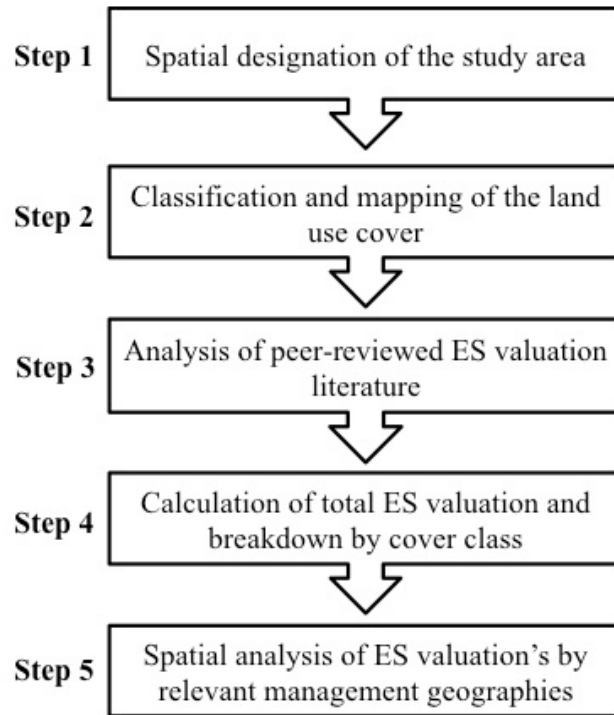 Step 1
Spatial designation of the study area
Step 2
Classification and mapping of the land
use cover
Step 3
Analysis of peer-reviewed ES valuation
literature
Step 4
Calculation of total ES valuation and
breakdown by cover class
Step 5
Spatial analysis of ES valuation’s by
relevant management geographies